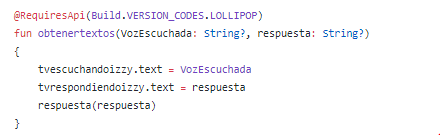 @RequiresApi(Build.VERSION_CODES.LOLLIPOP)
fun obtenertextos(VozEscuchada: String?, respuesta: String?)
{
    tvescuchandoizzy.text = VozEscuchada
    tvrespondiendoizzy.text = respuesta
    respuesta(respuesta)
}